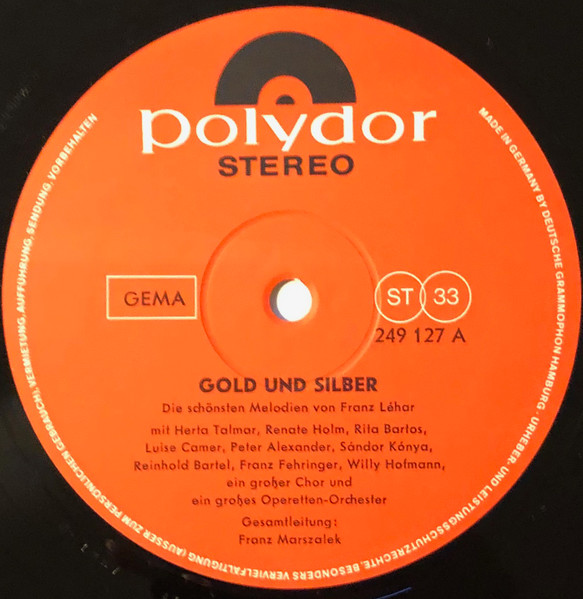 polydor
STEREO
GEMA
ST 33
249 127 A
GOLD UND SILBER
Die schönsten Melodien von Franz Léhar
mit Herta Talmar, Renate Holm, Rita Bartos,
Luise Camer, Peter Alexander, Sándor Kónya,
Reinhold Bartel, Franz Fehringer, Willy Hofmann,
ein großer Chor und
ein großes Operetten-Orchester
Gesamtleitung:
Franz Marszalek
MADE IN GERMANY BY DEUTSCHE GRAMMOPHON HAMBURG · URHEBER- UND LEISTUNGSSCHUTZRECHTE, BESONDERS VERVIELFÄLTIGUNG (AUSSER ZUM PERSÖNLICHEN GEBRAUCH), VERMIETUNG, AUFFÜHRUNG, SENDUNG, VORBEHALTEN